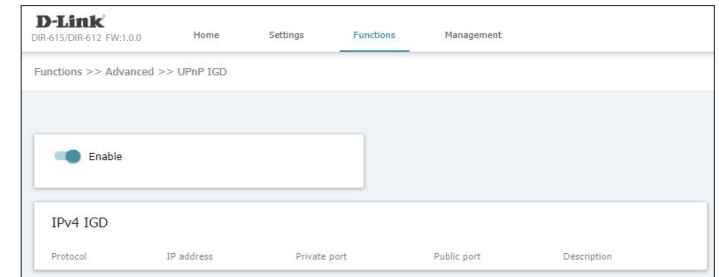 D-Link
DIR-615/DIR-612 FW:1.0.0 Home Settings Functions Management
Functions >> Advanced >> UPnP IGD
Enable
IPv4 IGD
Protocol IP address Private port Public port Description